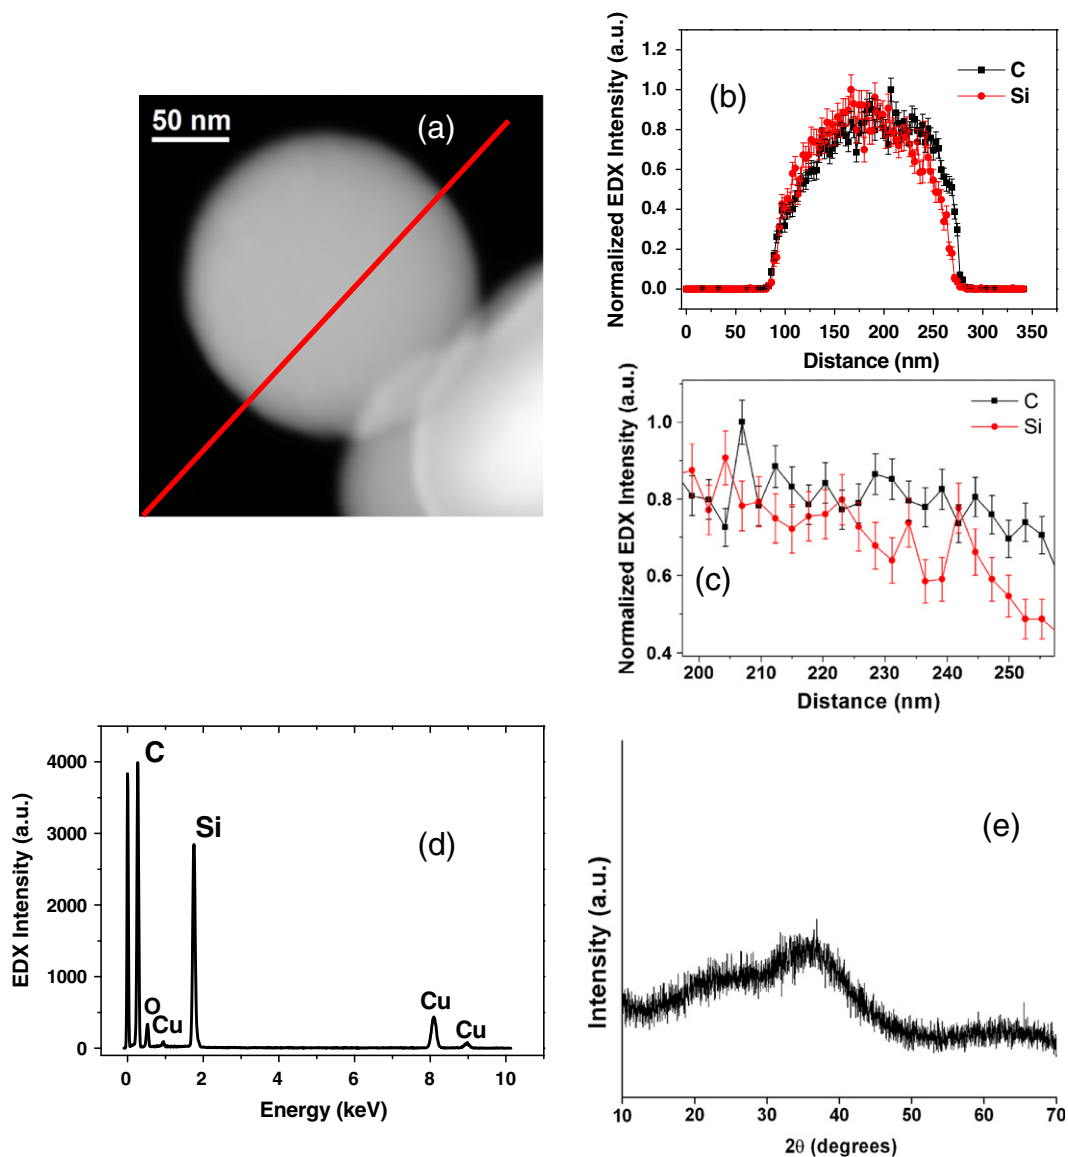 50 nm
(a)
Normalized EDX Intensity (a.u.)
1.2
1.0
0.8
0.6
0.4
0.2
0.0
(b)
C
Si
0 50 100 150 200 250 300 350
Distance (nm)
Normalized EDX Intensity (a.u.)
1.0
0.8
0.6
0.4
(c)
C
Si
200 210 220 230 240 250
Distance (nm)
EDX Intensity (a.u.)
4000
3000
2000
1000
0
C
Si
(d)
O
Cu
Cu
Cu
0 2 4 6 8 10
Energy (keV)
Intensity (a.u.)
(e)
10 20 30 40 50 60 70
2θ (degrees)